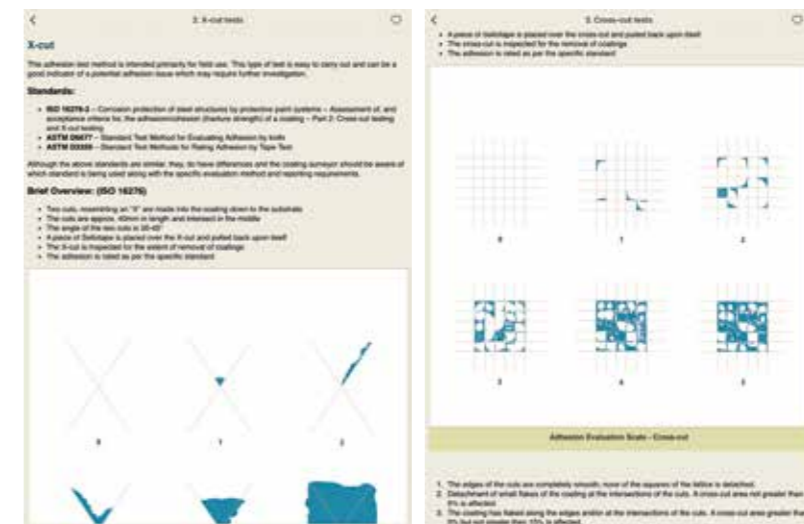 2. X-cut tests
X-cut
This adhesion test method is intended primarily for field use. This type of test is easy to carry out and can be a
good indicator of a potential adhesion issue which may require further investigation.
Standards:
• ISO 16276-2 – Corrosion protection of steel structures by protective paint systems – Assessment of, and
acceptance criteria for, the adhesion/cohesion (fracture strength) of a coating – Part 2: Cross-cut testing
and X-cut testing
• ASTM D6677 – Standard Test Method for Evaluating Adhesion by knife
• ASTM D3359 – Standard Test Methods for Rating Adhesion by Tape Test
Although the above standards are similar, they, do have differences and the coating surveyor should be aware of
which standard is being used along with the specific evaluation method and reporting requirements.
Brief Overview: (ISO 16276)
• Two cuts, resembling an "X" are made into the coating down to the substrate
• The cuts are approx. 40mm in length and intersect in the middle
• The angle of the two cuts is 30-45°
• A piece of Sellotape is placed over the X-cut and pulled back upon itself
• The X-cut is inspected for the extent of removal of coatings
• The adhesion is rated as per the specific standard
0 1 2
3. Cross-cut tests
• A piece of Sellotape is placed over the cross-cut and pulled back upon itself
• The cross-cut is inspected for the removal of coatings
• The adhesion is rated as per the specific standard
0 1 2
3 4 5
Adhesion Evaluation Scale - Cross-cut
1. The edges of the cuts are completely smooth; none of the squares of the lattice is detached.
2. Detachment of small flakes of the coating at the intersections of the cuts. A cross-cut area not greater than
5% is affected.
3. The coating has flaked along the edges and/or at the intersections of the cuts. A cross-cut area greater than
5% but not greater than 15% is affected